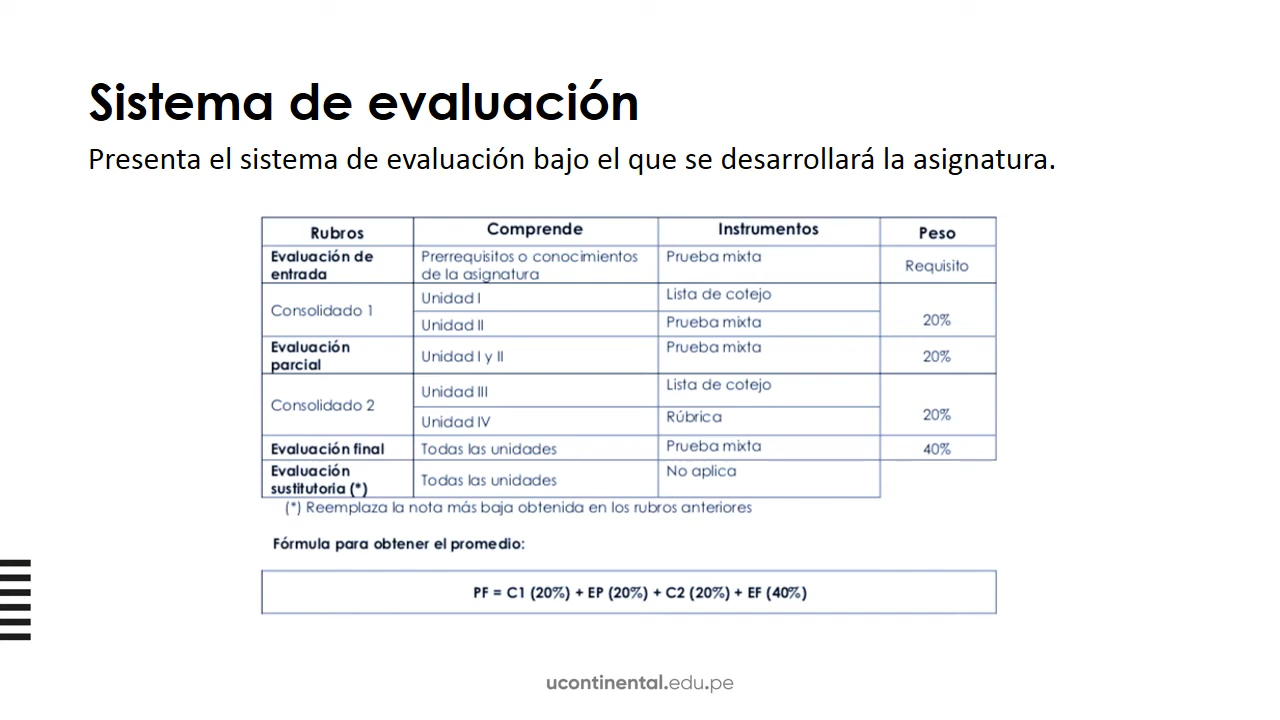 Sistema de evaluación
Presenta el sistema de evaluación bajo el que se desarrollará la asignatura.
Rubros Comprende Instrumentos Peso
Evaluación de entrada Prerrequisitos o conocimientos de la asignatura Prueba mixta Requisito
Consolidado 1 Unidad I Lista de cotejo 20%
Unidad II Prueba mixta
Evaluación parcial Unidad I y II Prueba mixta 20%
Consolidado 2 Unidad III Lista de cotejo 20%
Unidad IV Rúbrica
Evaluación final Todas las unidades Prueba mixta 40%
Evaluación sustitutoria (*) Todas las unidades No aplica
(*) Reemplaza la nota más baja obtenida en los rubros anteriores
Fórmula para obtener el promedio:
PF = C1 (20%) + EP (20%) + C2 (20%) + EF (40%)
ucontinental.edu.pe